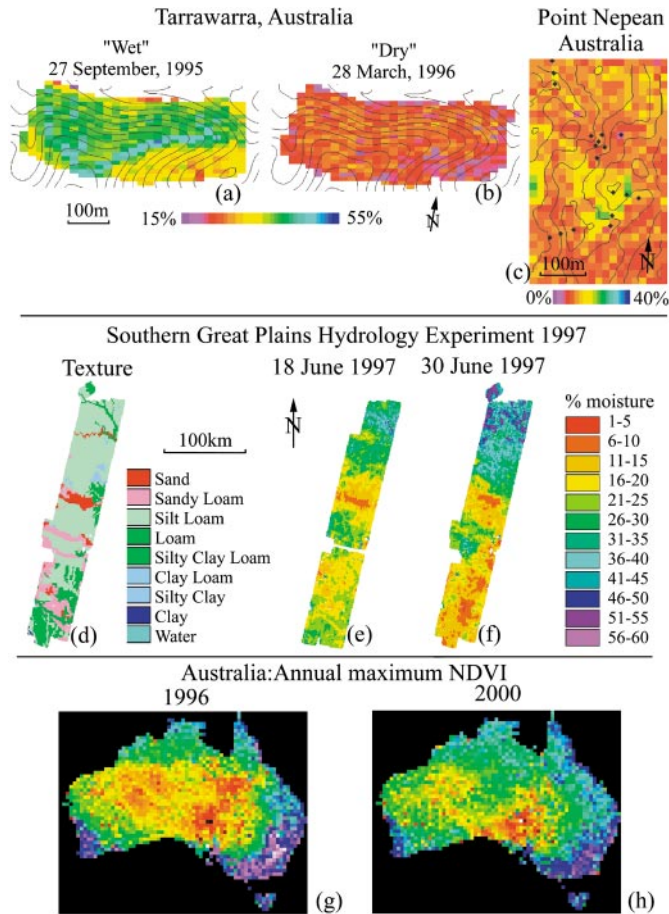 Tarrawarra, Australia
Point Nepean
Australia
"Wet"
27 September, 1995
"Dry"
28 March, 1996
(a)
(b)
100m
15%
55%
N
(c)
100m
N
0%
40%
Southern Great Plains Hydrology Experiment 1997
Texture
18 June 1997
30 June 1997
N
100km
Sand
Sandy Loam
Silt Loam
Loam
Silty Clay Loam
Clay Loam
Silty Clay
Clay
Water
(d)
(e)
(f)
% moisture
1-5
6-10
11-15
16-20
21-25
26-30
31-35
36-40
41-45
46-50
51-55
56-60
Australia:Annual maximum NDVI
1996
2000
(g)
(h)